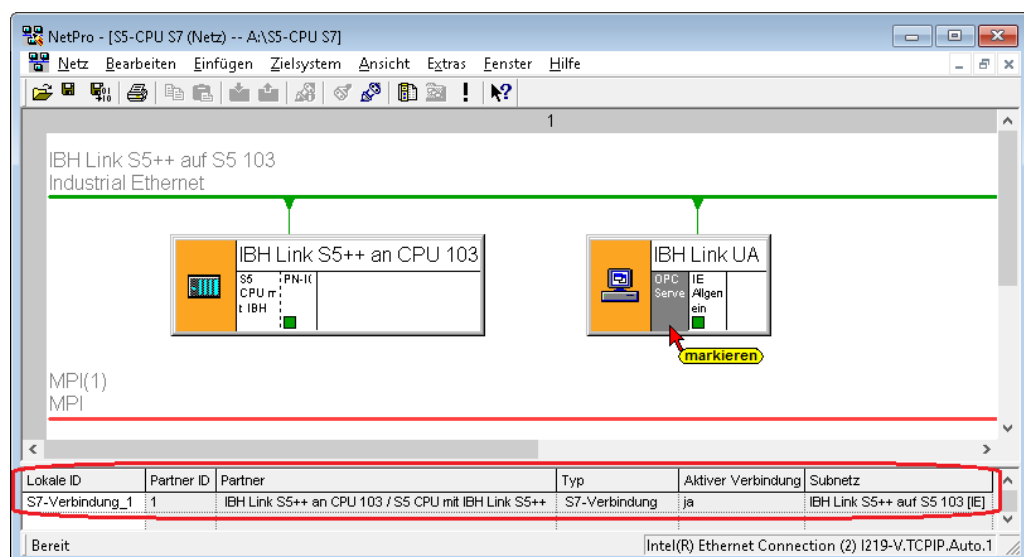 NetPro - [S5-CPU S7 (Netz) -- A:\S5-CPU S7]
Netz Bearbeiten Einfügen Zielsystem Ansicht Extras Fenster Hilfe
1
IBH Link S5++ auf S5 103
Industrial Ethernet
IBH Link S5++ an CPU 103
S5 PN-I(
CPU m
t IBH
IBH Link UA
OPC IE
Serve Allgem
ein
markieren
MPI(1)
MPI
Lokale ID Partner ID Partner Typ Aktiver Verbindung Subnetz
S7-Verbindung_1 1 IBH Link S5++ an CPU 103 / S5 CPU mit IBH Link S5++ S7-Verbindung ja IBH Link S5++ auf S5 103 [IE]
Bereit Intel(R) Ethernet Connection (2) I219-V.TCPIP.Auto.1